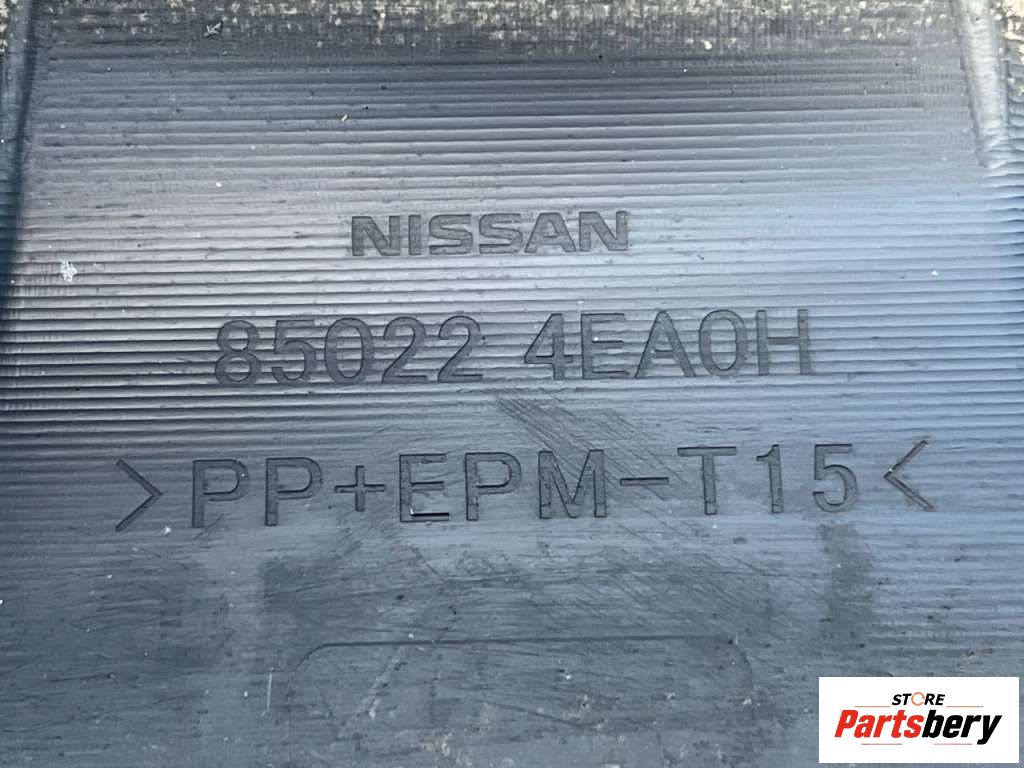 NISSAN
85022 4EA0H
>PP+EPM-T15<
STORE
Partsbery